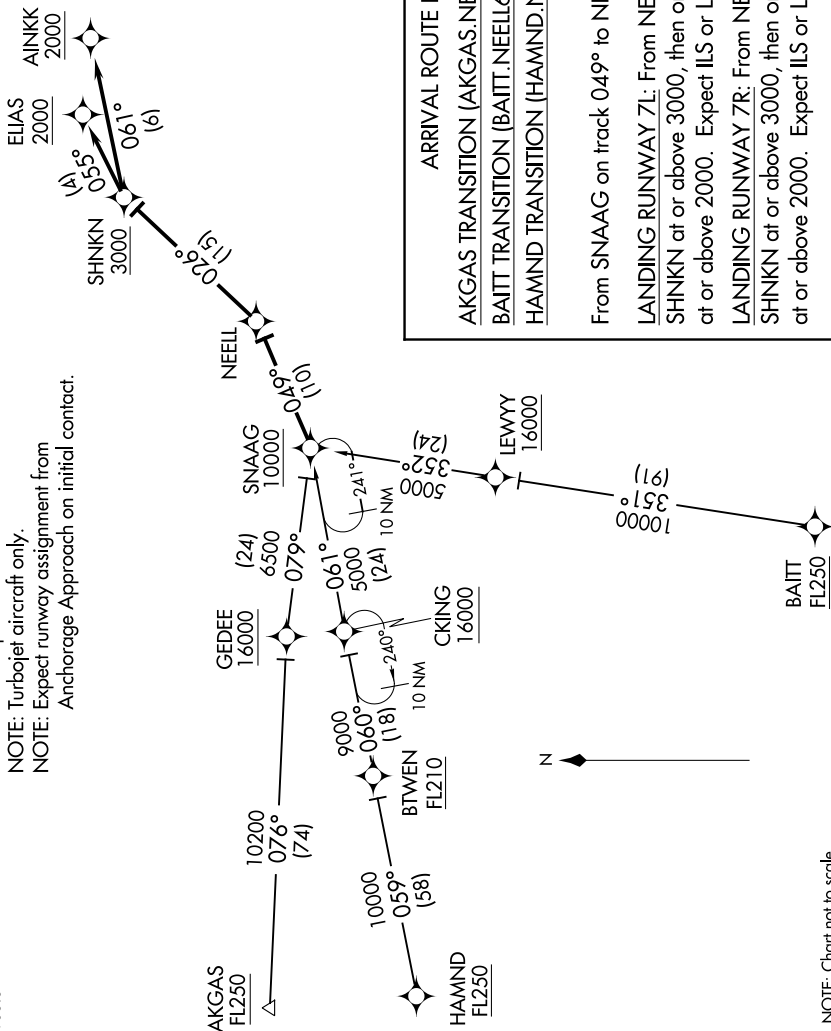 NOTE: Turbojet aircraft only.
NOTE: Expect runway assignment from
Anchorage Approach on initial contact.
ELIAS
2000
AINKK
2000
(4)
055°
061°
(9)
SHNKN
3000
026°
(15)
NEELL
049°
(10)
SNAAG
10000
241°
10 NM
(24)
6500
079°
GEDEE
16000
061°
5000
(24)
CKING
16000
240°
10 NM
9000
060°
(18)
BTWEN
FL210
10200
076°
(74)
AKGAS
FL250
10000
059°
(58)
HAMND
FL250
5000
352°
(24)
LEWYY
16000
10000
351°
(91)
BAITT
FL250
N
ARRIVAL ROUTE
AKGAS TRANSITION (AKGAS.NE
BAITT TRANSITION (BAITT.NEELL6
HAMND TRANSITION (HAMND.N
From SNAAG on track 049° to NE
LANDING RUNWAY 7L: From NE
SHNKN at or above 3000, then o
at or above 2000. Expect ILS or L
LANDING RUNWAY 7R: From NE
SHNKN at or above 3000, then o
at or above 2000. Expect ILS or L
NOTE: Chart not to scale